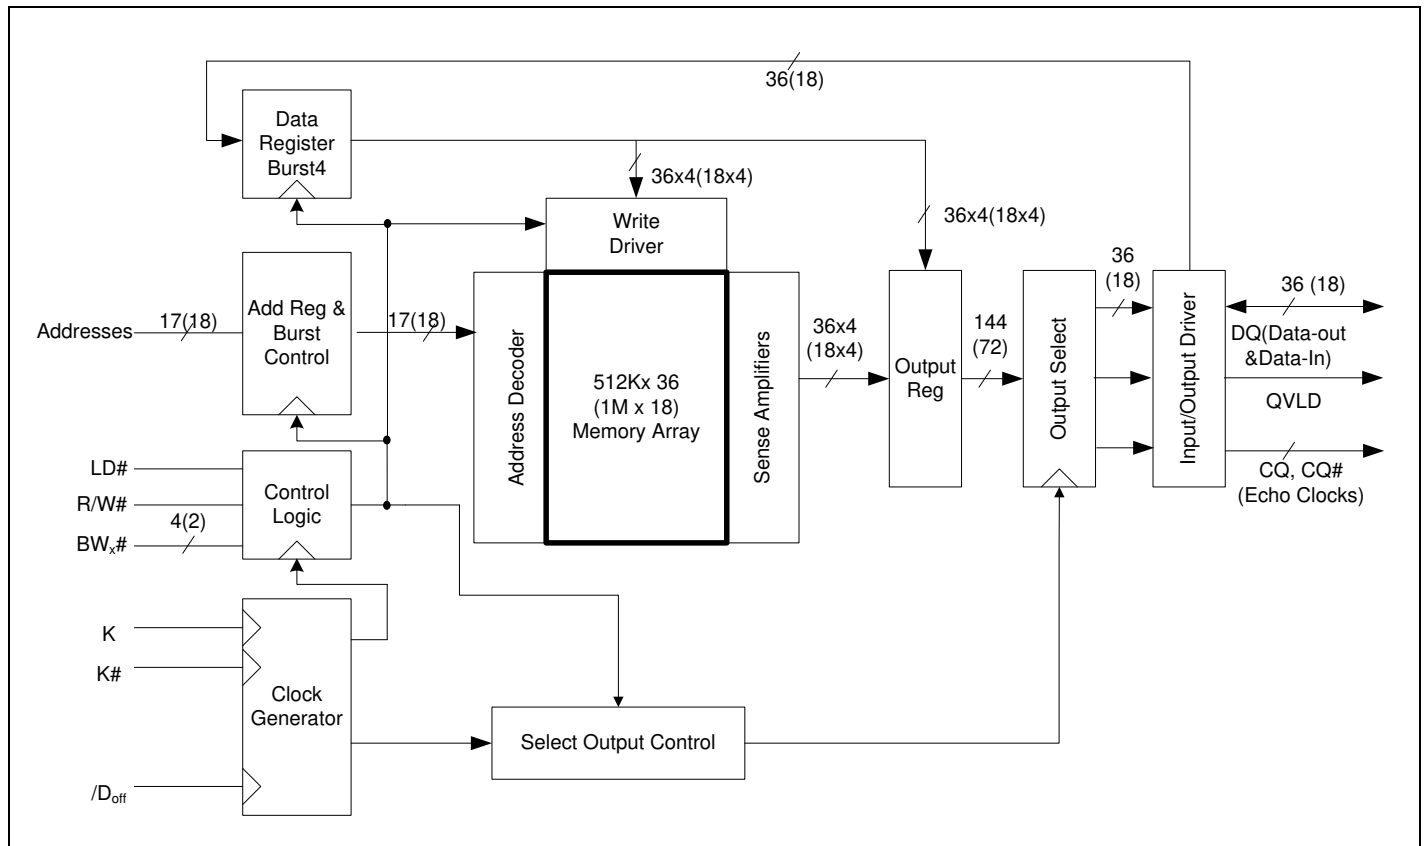 36(18)
Data
Register
Burst4
36x4(18x4)
36x4(18x4)
Write
Driver
Addresses
17(18)
Add Reg &
Burst
Control
17(18)
Address Decoder
512Kx 36
(1M x 18)
Memory Array
Sense Amplifiers
36x4
(18x4)
Output
Reg
144
(72)
Output Select
36
(18)
Input/Output Driver
36 (18)
DQ(Data-out
&Data-In)
QVLD
CQ, CQ#
(Echo Clocks)
LD#
R/W#
4(2)
BWx#
Control
Logic
K
K#
/Doff
Clock
Generator
Select Output Control